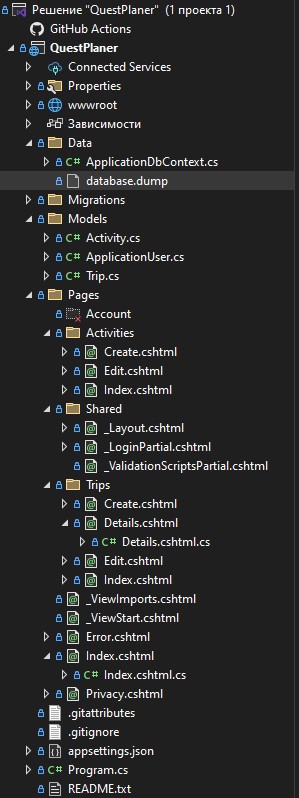 Решение "QuestPlaner" (1 проекта 1)
GitHub Actions
QuestPlaner
Connected Services
Properties
wwwroot
Зависимости
Data
C# ApplicationDbContext.cs
database.dump
Migrations
Models
C# Activity.cs
C# ApplicationUser.cs
C# Trip.cs
Pages
Account
Activities
Create.cshtml
Edit.cshtml
Index.cshtml
Shared
_Layout.cshtml
_LoginPartial.cshtml
_ValidationScriptsPartial.cshtml
Trips
Create.cshtml
Details.cshtml
C# Details.cshtml.cs
Edit.cshtml
Index.cshtml
_ViewImports.cshtml
_ViewStart.cshtml
Error.cshtml
Index.cshtml
C# Index.cshtml.cs
Privacy.cshtml
.gitattributes
.gitignore
appsettings.json
C# Program.cs
README.txt